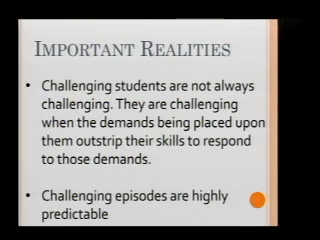 IMPORTANT REALITIES
• Challenging students are not always
challenging. They are challenging
when the demands being placed upon
them outstrip their skills to respond
to those demands.
• Challenging episodes are highly
predictable